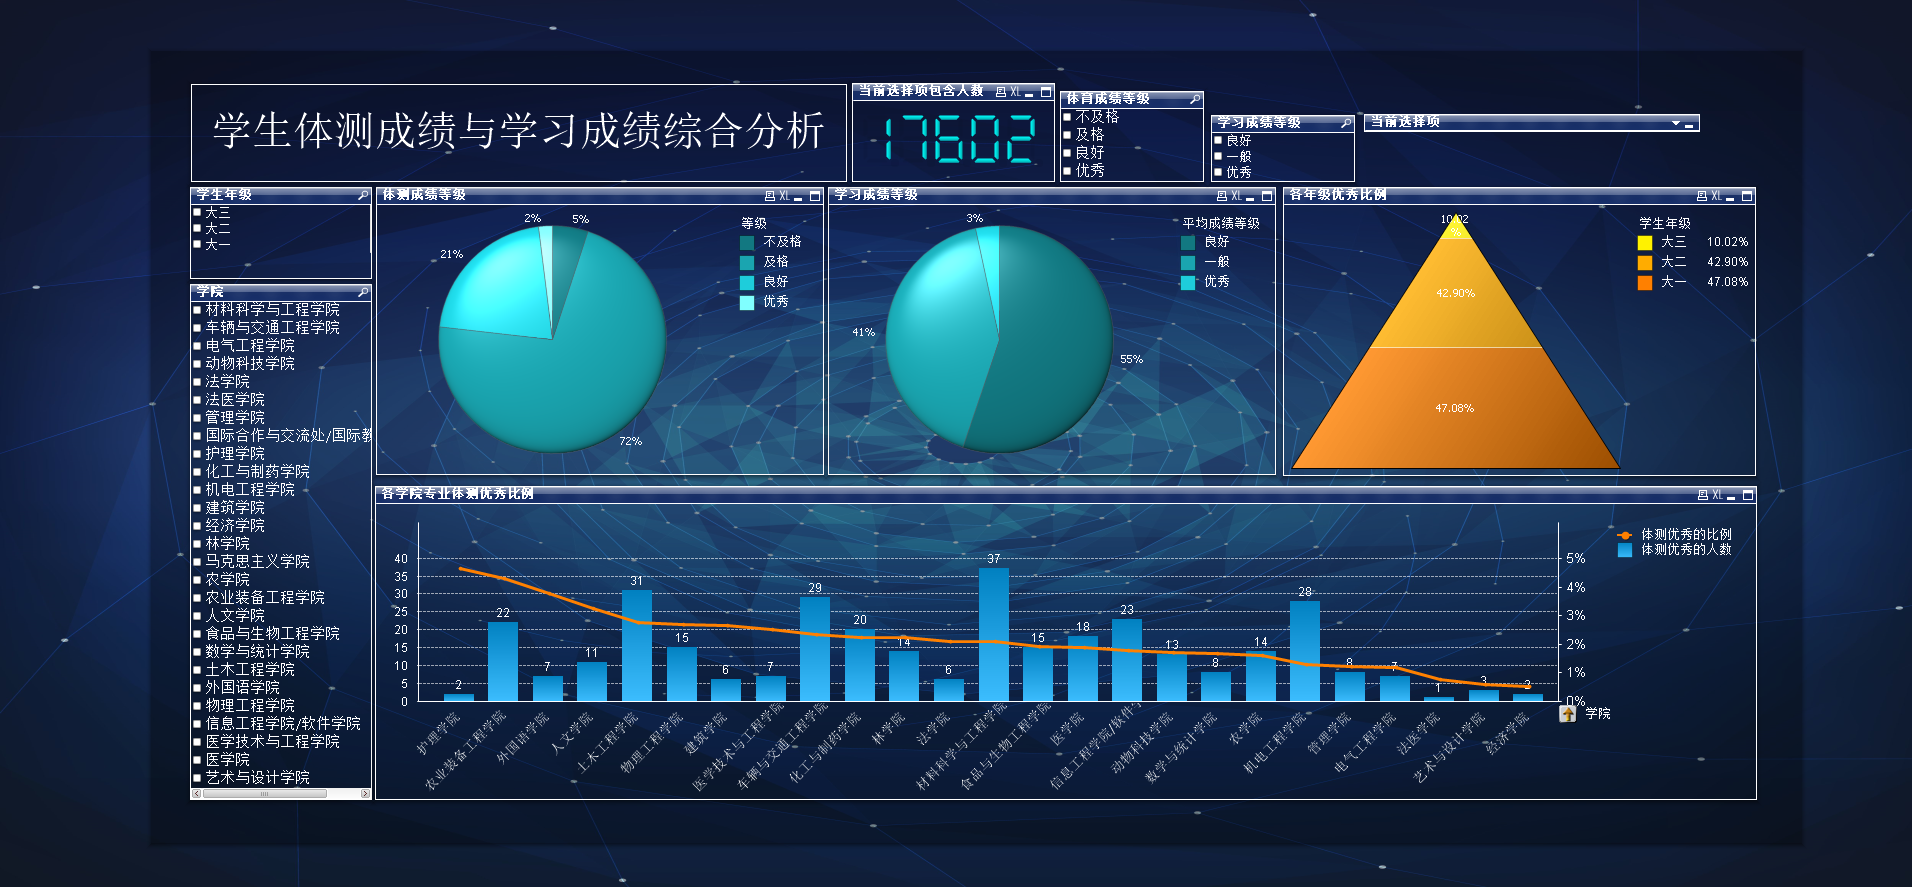 学生体测成绩与学习成绩综合分析
当前选择项包含人数
XL
17602
体育成绩等级
不及格
及格
良好
优秀
学习成绩等级
良好
一般
优秀
当前选择项
学生年级
大三
大二
大一
学院
材料科学与工程学院
车辆与交通工程学院
电气工程学院
动物科技学院
法学院
法医学院
管理学院
国际合作与交流处/国际教
护理学院
化工与制药学院
机电工程学院
建筑学院
经济学院
林学院
马克思主义学院
农学院
农业装备工程学院
人文学院
食品与生物工程学院
数学与统计学院
土木工程学院
外国语学院
物理工程学院
信息工程学院/软件学院
医学技术与工程学院
医学院
艺术与设计学院
体测成绩等级
XL
2%
5%
21%
72%
等级
不及格
及格
良好
优秀
学习成绩等级
XL
3%
41%
55%
平均成绩等级
良好
一般
优秀
各年级优秀比例
XL
10.02
%
42.90%
47.08%
学生年级
大三 10.02%
大二 42.90%
大一 47.08%
各学院专业体测优秀比例
XL
体测优秀的比例
体测优秀的人数
40
35
30
25
20
15
10
5
0
5%
4%
3%
2%
1%
0%
2
22
7
11
31
15
6
7
29
20
14
6
37
15
18
23
13
8
14
28
8
7
1
3
2
护理学院
农业装备工程学院
外国语学院
人文学院
土木工程学院
物理工程学院
建筑学院
医学技术与工程学院
车辆与交通工程学院
化工与制药学院
林学院
法学院
材料科学与工程学院
食品与生物工程学院
医学院
信息工程学院/软件学
动物科技学院
数学与统计学院
农学院
机电工程学院
管理学院
电气工程学院
法医学院
艺术与设计学院
经济学院
学院